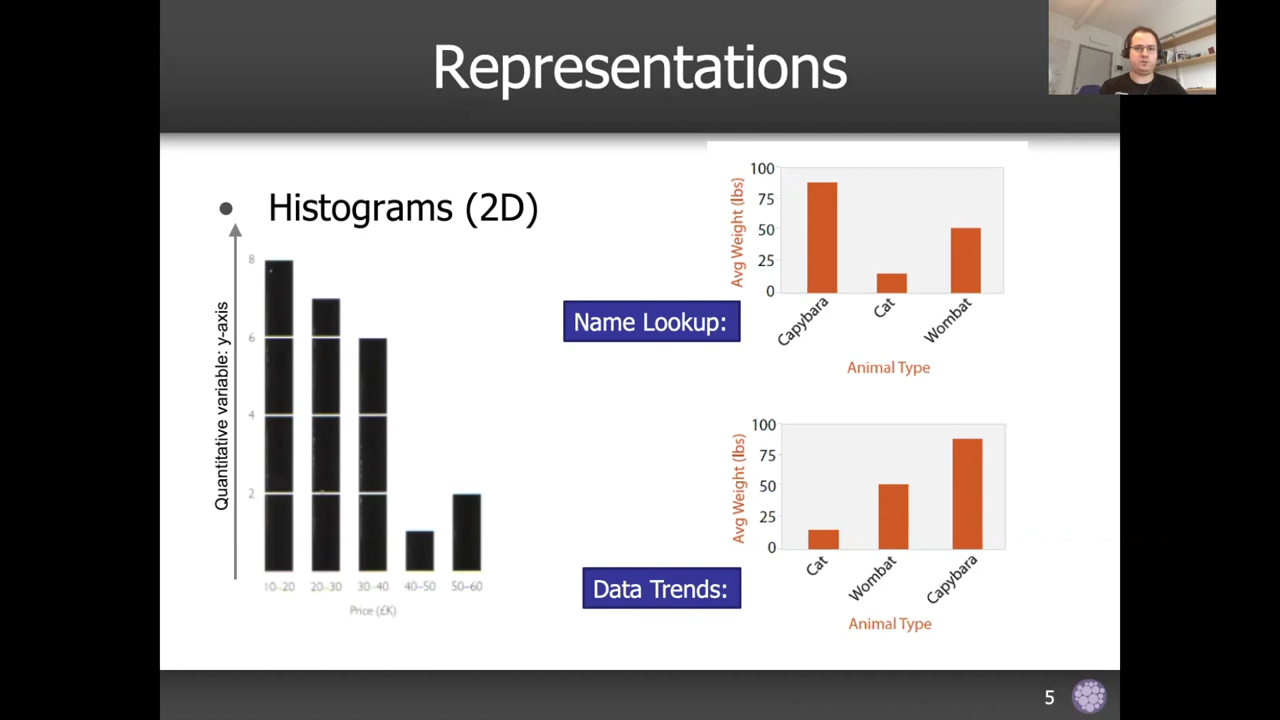 Representations
• Histograms (2D)
Quantitative variable: y-axis
8
6
4
2
10–20 20–30 30–40 40–50 50–60
Price (£K)
Name Lookup:
Avg Weight (lbs)
100
75
50
25
0
Capybara
Cat
Wombat
Animal Type
Data Trends:
Avg Weight (lbs)
100
75
50
25
0
Cat
Wombat
Capybara
Animal Type
5